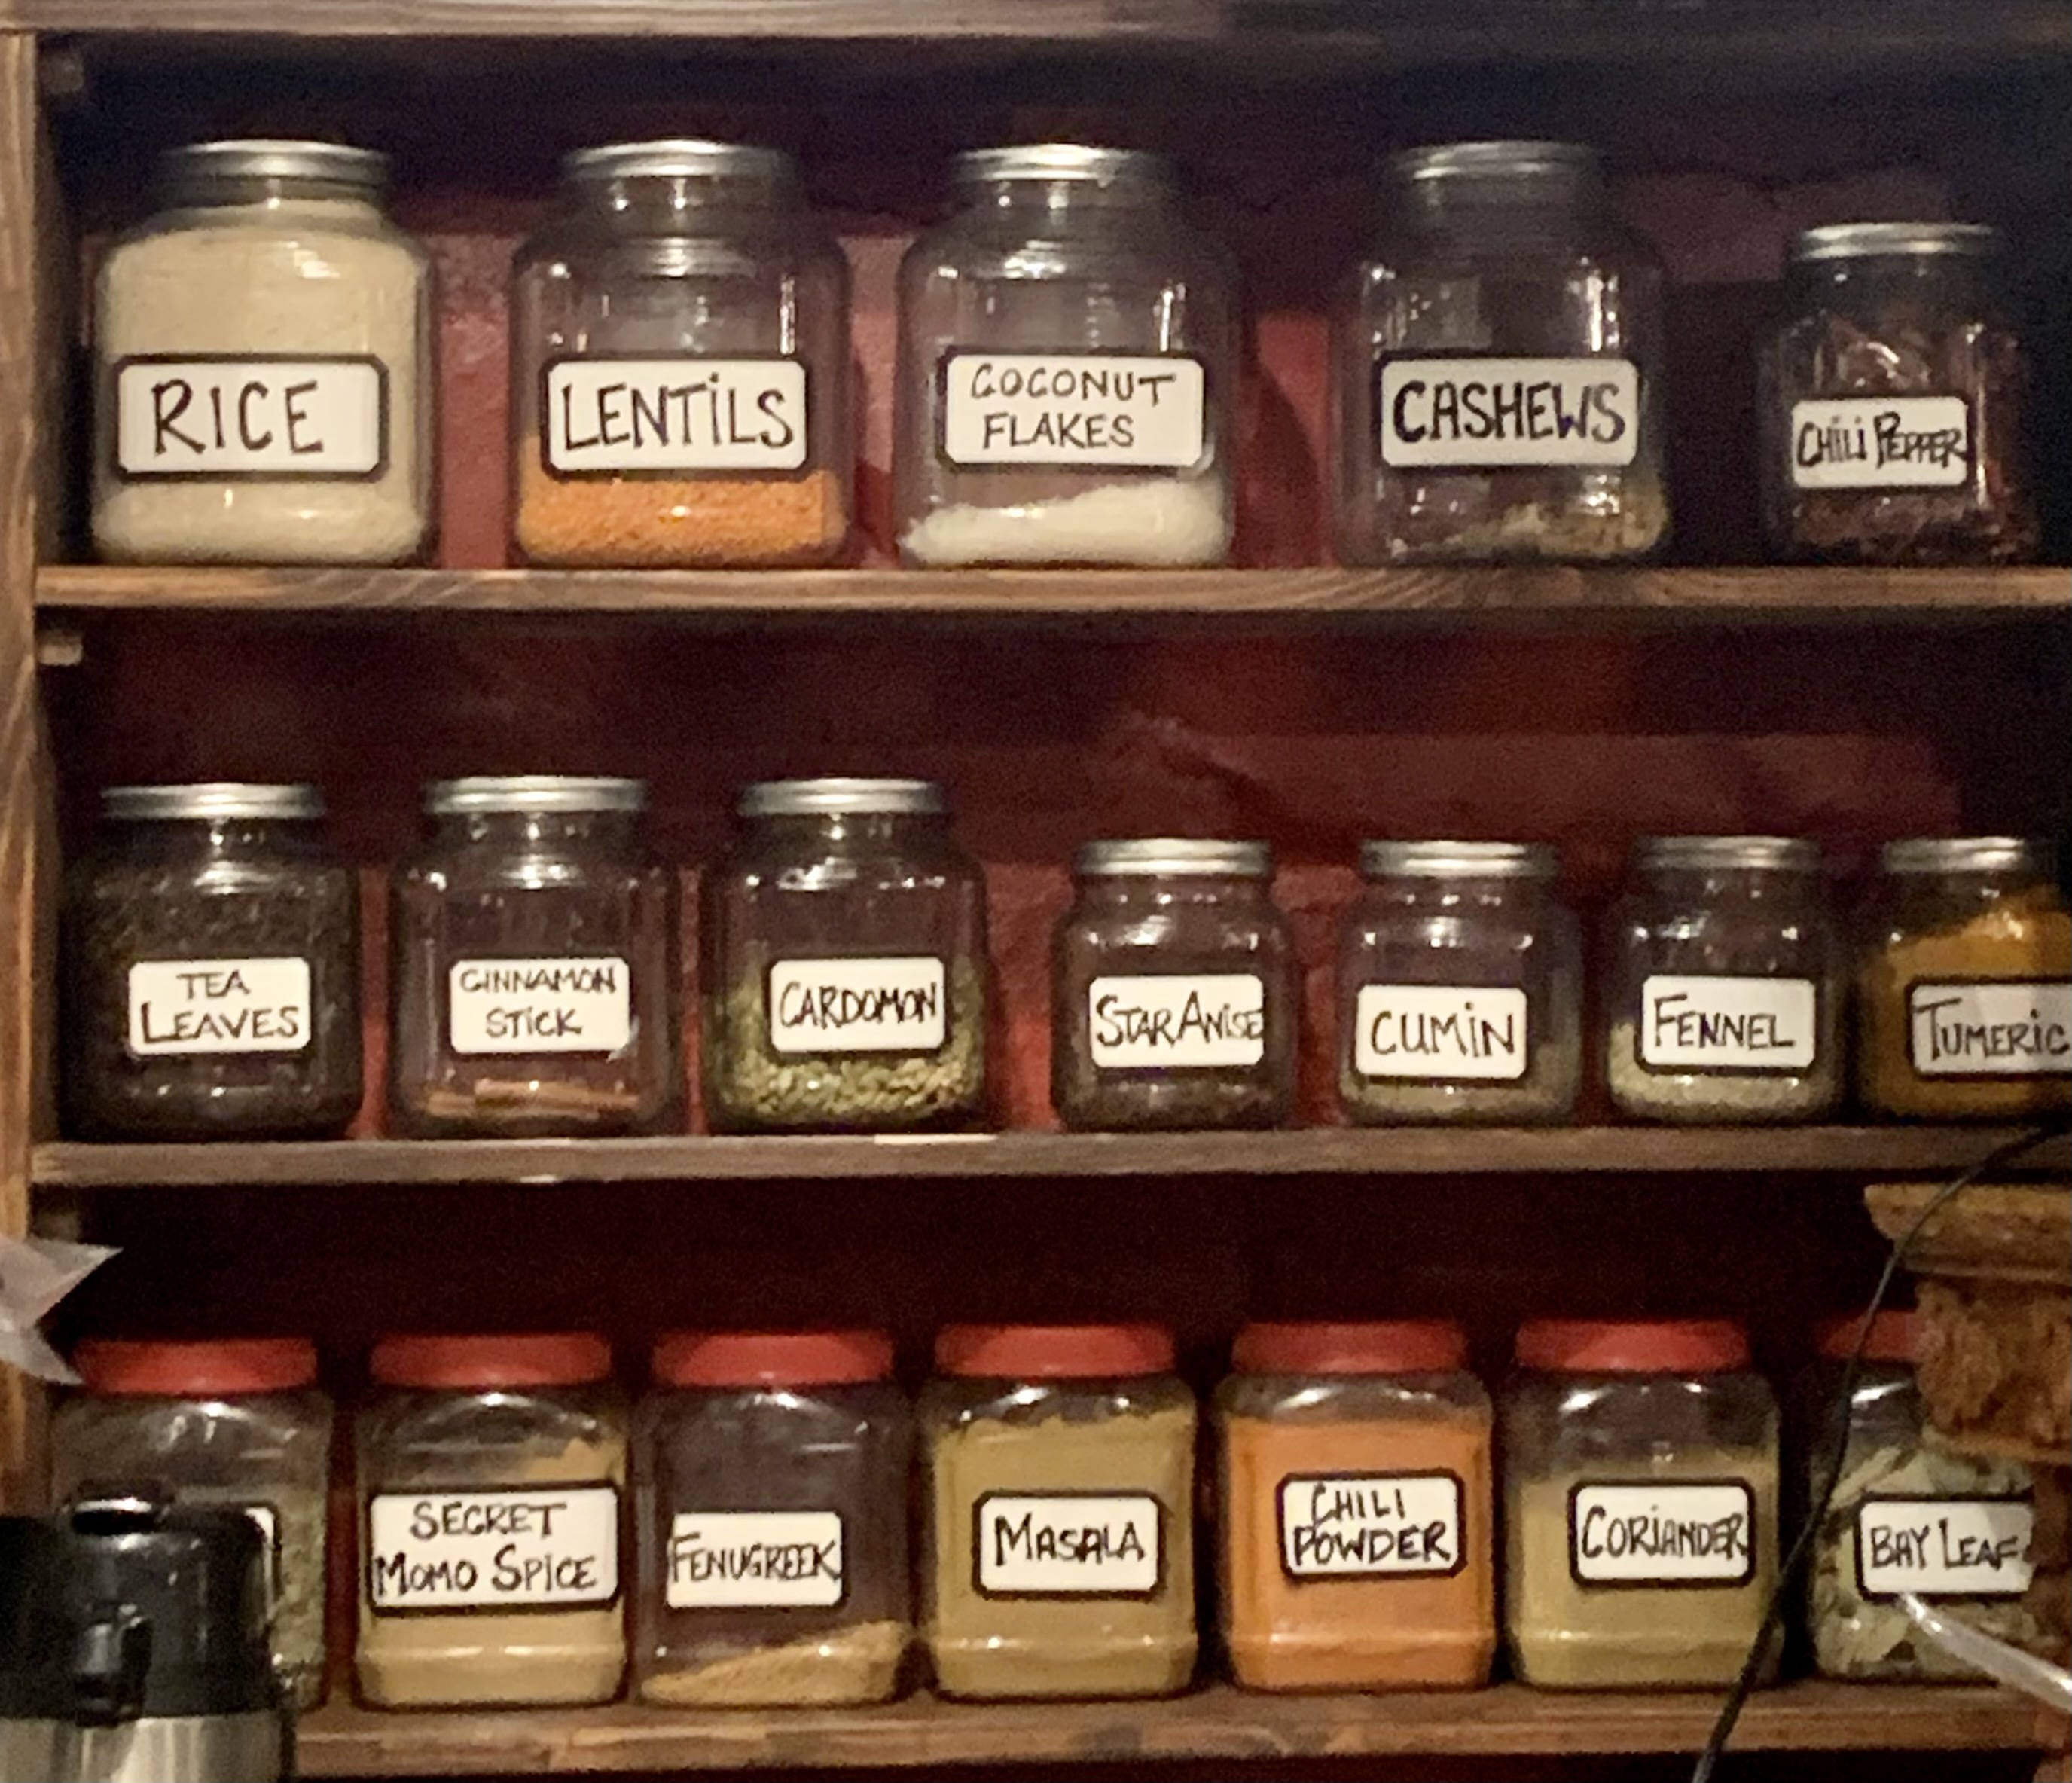 RICE
LENTILS
COCONUT
FLAKES
CASHEWS
CHILI PEPPER
TEA
LEAVES
CINNAMON
STICK
CARDOMON
STAR ANISE
CUMIN
FENNEL
TUMERIC
SECRET
MOMO SPICE
FENUGREEK
MASALA
CHILI
POWDER
CORIANDER
BAY LEAF